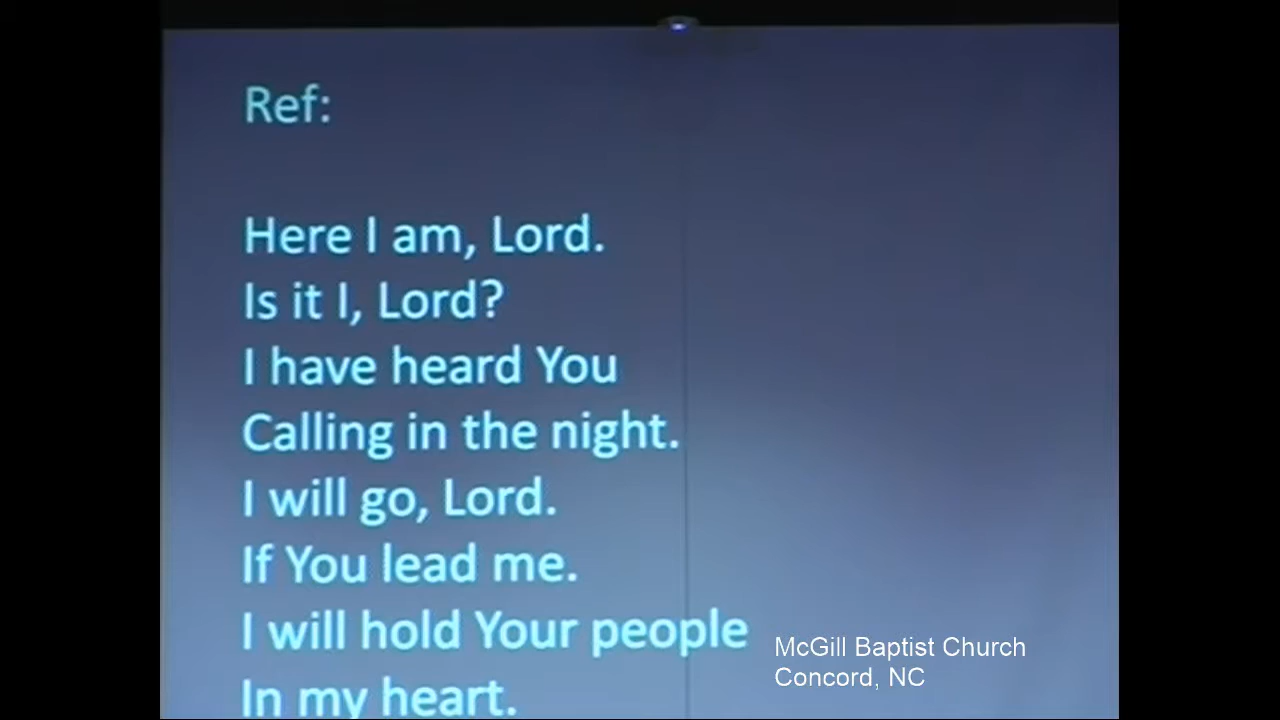 Ref:
Here I am, Lord.
Is it I, Lord?
I have heard You
Calling in the night.
I will go, Lord.
If You lead me.
I will hold Your people
In my heart.
McGill Baptist Church
Concord, NC